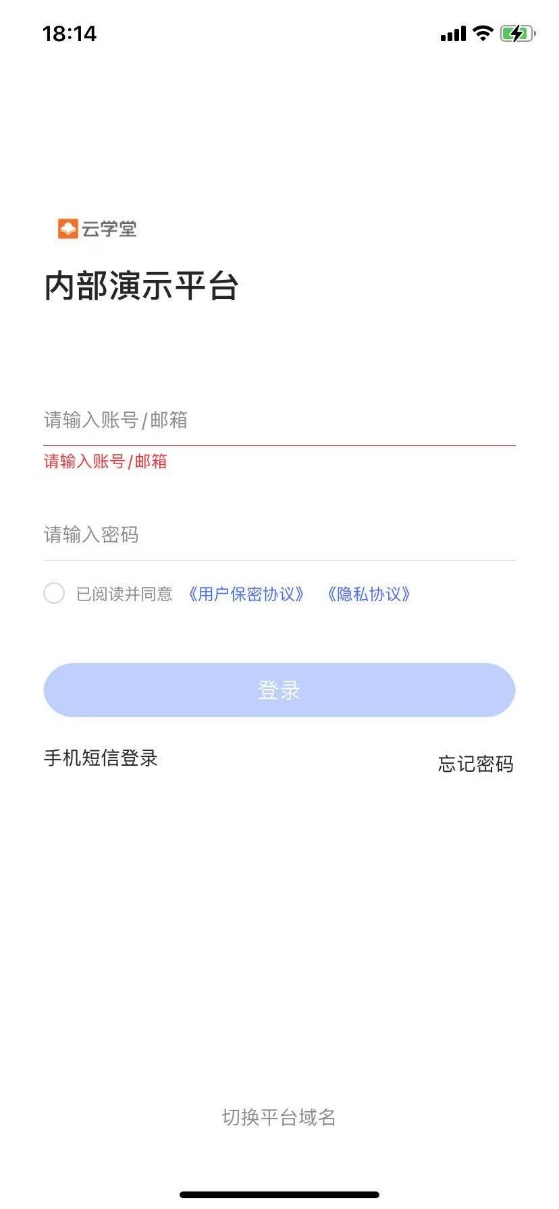 18:14
云学堂
内部演示平台
请输入账号/邮箱
请输入账号/邮箱
请输入密码
已阅读并同意 《用户保密协议》 《隐私协议》
登录
手机短信登录
忘记密码
切换平台域名